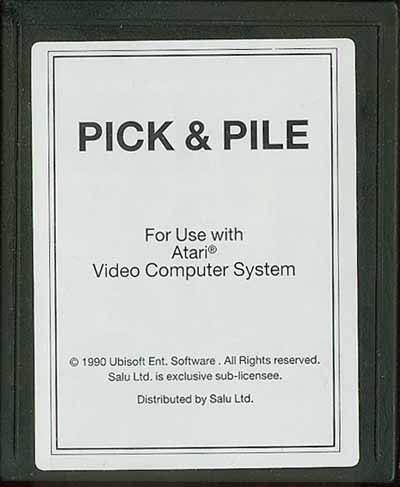 PICK & PILE
For Use with
Atari®
Video Computer System
© 1990 Ubisoft Ent. Software . All Rights reserved.
Salu Ltd. is exclusive sub-licensee.
Distributed by Salu Ltd.